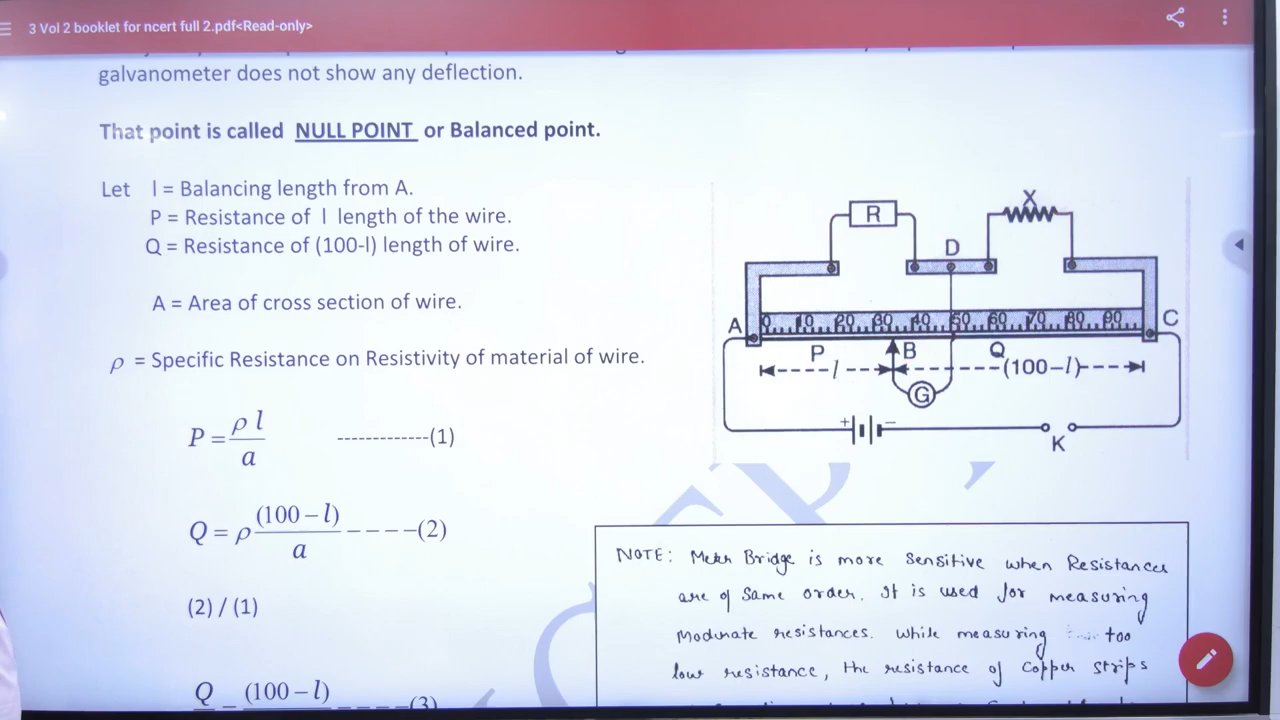 3 Vol 2 booklet for ncert full 2.pdf<Read-only>
galvanometer does not show any deflection.
That point is called NULL POINT or Balanced point.
Let l = Balancing length from A.
P = Resistance of l length of the wire.
Q = Resistance of (100-l) length of wire.
A = Area of cross section of wire.
ρ = Specific Resistance on Resistivity of material of wire.
P = ρ l / a -------------(1)
Q = ρ (100 – l) / a – – – –(2)
(2) / (1)
Q (100 – l) – – – –(3)
R
X
D
A 0 10 20 30 40 50 60 70 80 90 C
P B Q
l (100–l)
G
+ –
K
NOTE: Meter Bridge is more sensitive when Resistances
are of same order. It is used for measuring
Moderate resistances. While measuring too
low resistance, the resistance of Copper strips